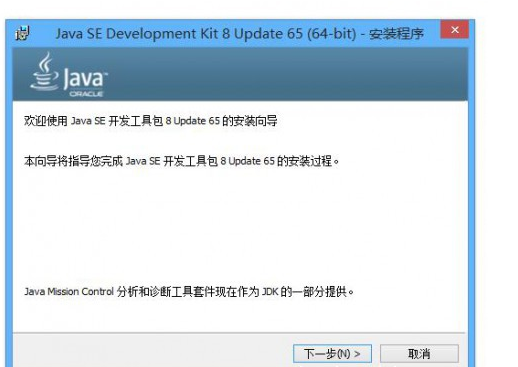 Java SE Development Kit 8 Update 65 (64-bit) - 安装程序
×
Java
ORACLE
欢迎使用 Java SE 开发工具包 8 Update 65 的安装向导
本向导将指导您完成 Java SE 开发工具包 8 Update 65 的安装过程。
Java Mission Control 分析和诊断工具套件现在作为 JDK 的一部分提供。
下一步(N) > 取消